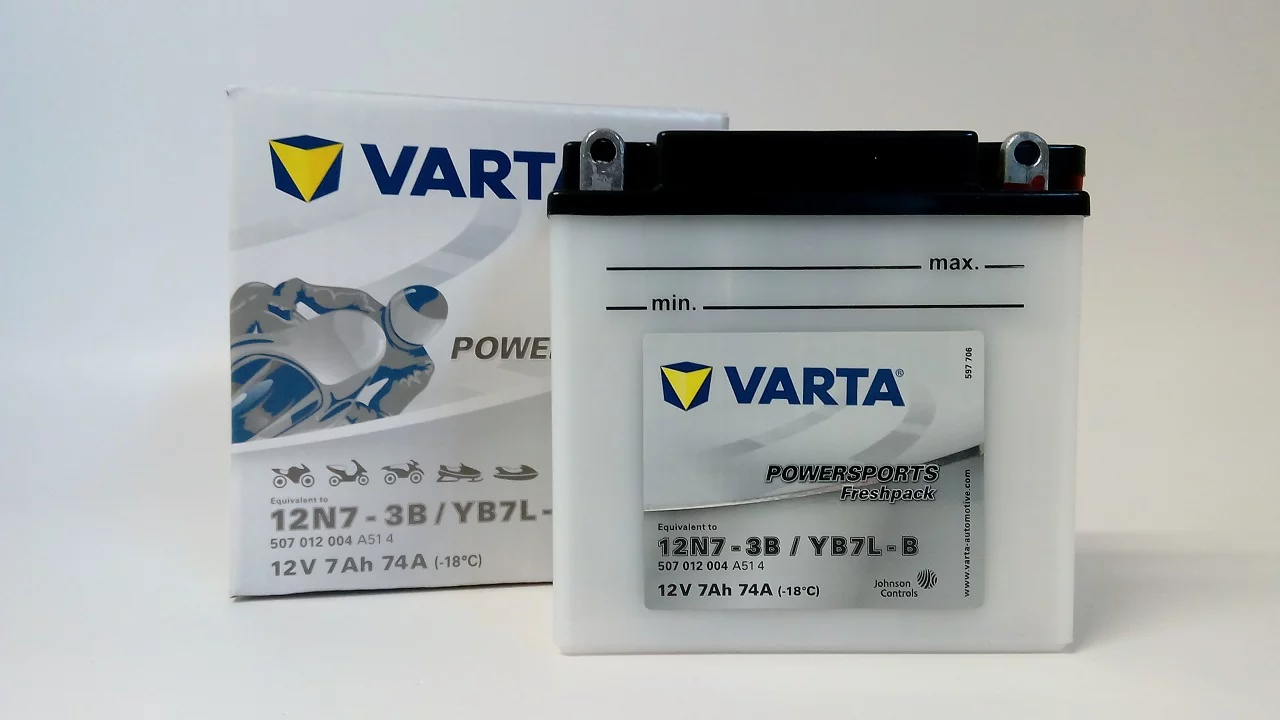 VARTA
POWE
Equivalent to
12N7 - 3B / YB7L -
507 012 004 A51 4
12V 7Ah 74A (-18°C)
max.
min.
597 706
VARTA®
POWERSPORTS
Freshpack
Equivalent to
12N7 - 3B / YB7L - B
507 012 004 A51 4
12V 7Ah 74A (-18°C)
Johnson
Controls
www.varta-automotive.com